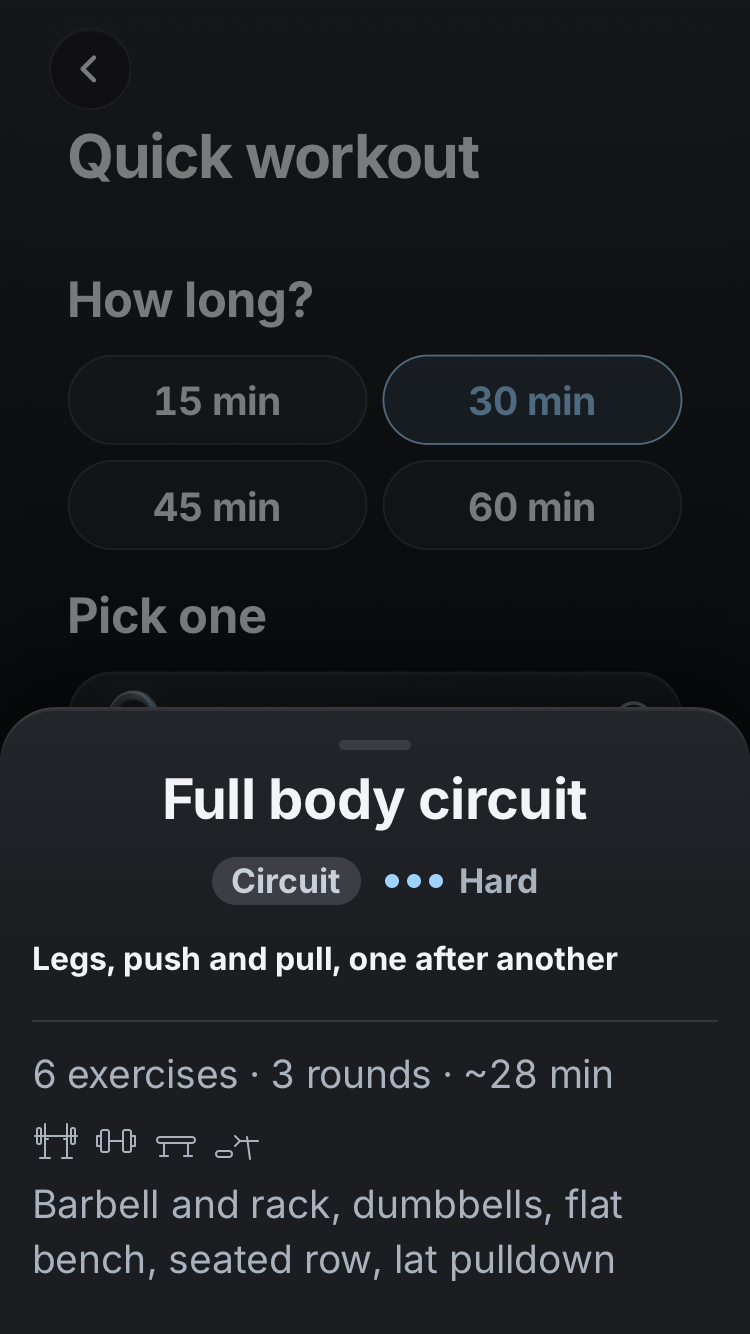 Quick workout
How long?
15 min
30 min
45 min
60 min
Pick one
Full body circuit
Circuit
Hard
Legs, push and pull, one after another
6 exercises · 3 rounds · ~28 min
Barbell and rack, dumbbells, flat
bench, seated row, lat pulldown